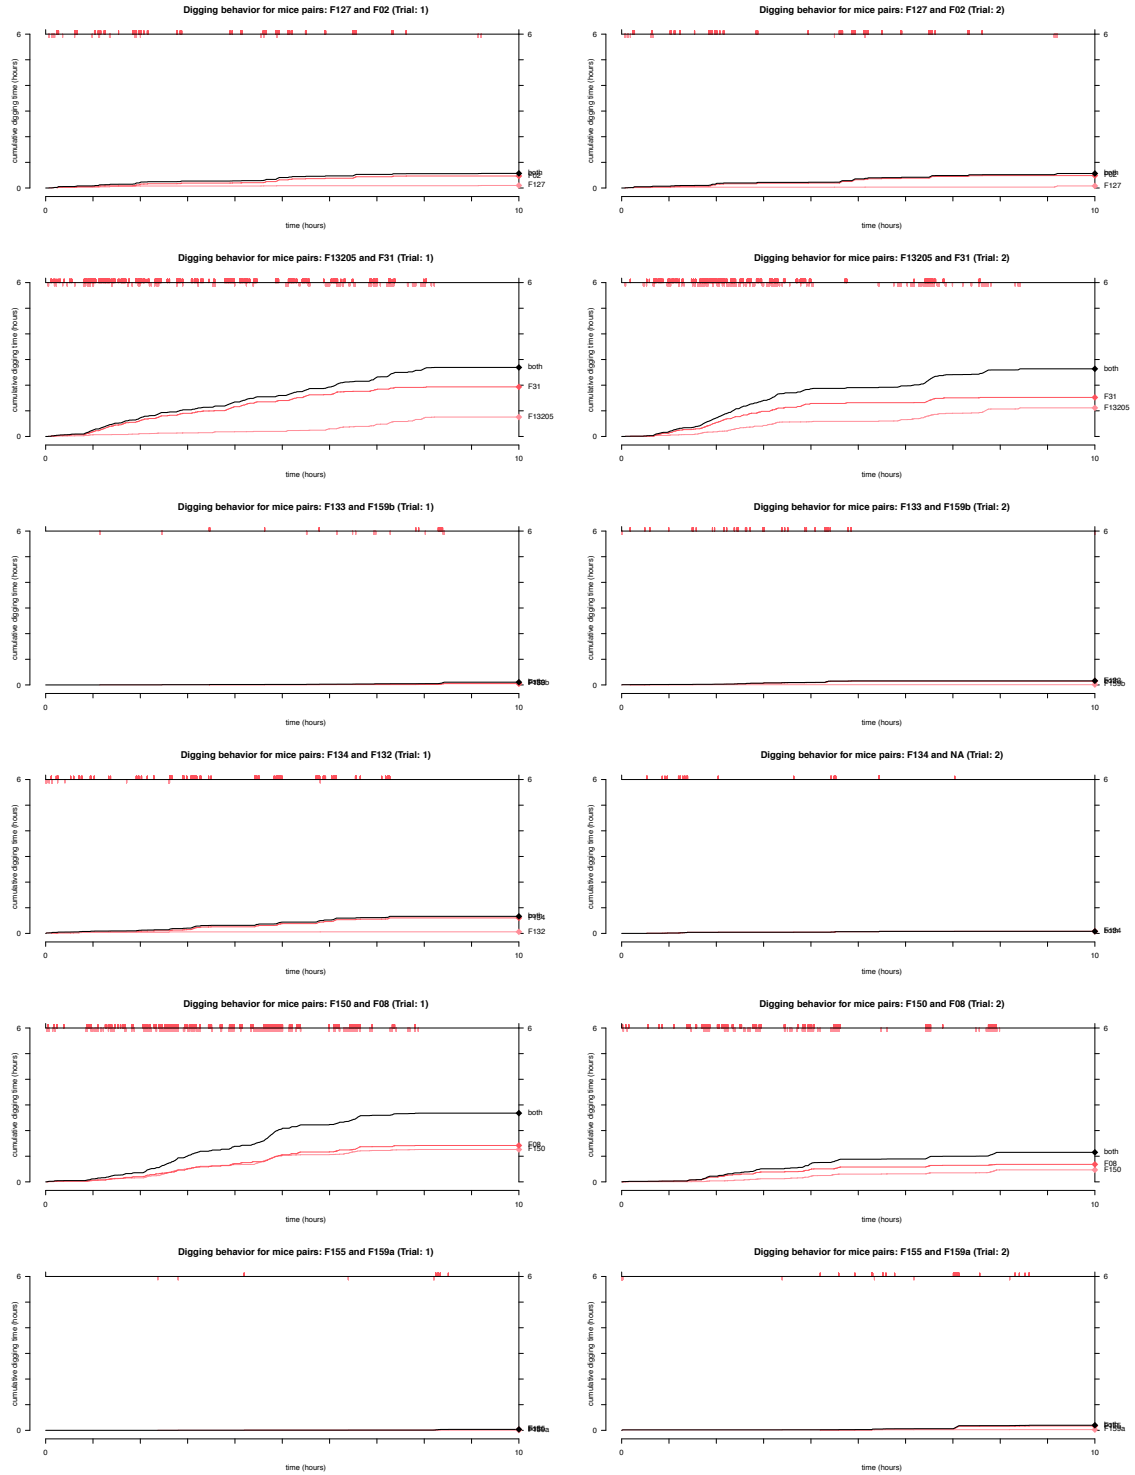 Digging behavior for mice pairs: F127 and F02 (Trial: 1)
cumulative digging time (hours)
6
0
6
both
F02
F127
0
10
time (hours)
Digging behavior for mice pairs: F127 and F02 (Trial: 2)
cumulative digging time (hours)
6
0
6
both
F02
F127
0
10
time (hours)
Digging behavior for mice pairs: F13205 and F31 (Trial: 1)
cumulative digging time (hours)
6
0
6
both
F31
F13205
0
10
time (hours)
Digging behavior for mice pairs: F13205 and F31 (Trial: 2)
cumulative digging time (hours)
6
0
6
both
F31
F13205
0
10
time (hours)
Digging behavior for mice pairs: F133 and F159b (Trial: 1)
cumulative digging time (hours)
6
0
6
0
10
time (hours)
Digging behavior for mice pairs: F133 and F159b (Trial: 2)
cumulative digging time (hours)
6
0
6
F159b
0
10
time (hours)
Digging behavior for mice pairs: F134 and F132 (Trial: 1)
cumulative digging time (hours)
6
0
6
both
F134
F132
0
10
time (hours)
Digging behavior for mice pairs: F134 and NA (Trial: 2)
cumulative digging time (hours)
6
0
6
0
10
time (hours)
Digging behavior for mice pairs: F150 and F08 (Trial: 1)
cumulative digging time (hours)
6
0
6
both
F08
F150
0
10
time (hours)
Digging behavior for mice pairs: F150 and F08 (Trial: 2)
cumulative digging time (hours)
6
0
6
both
F08
F150
0
10
time (hours)
Digging behavior for mice pairs: F155 and F159a (Trial: 1)
cumulative digging time (hours)
6
0
6
0
10
time (hours)
Digging behavior for mice pairs: F155 and F159a (Trial: 2)
cumulative digging time (hours)
6
0
6
F159a
0
10
time (hours)